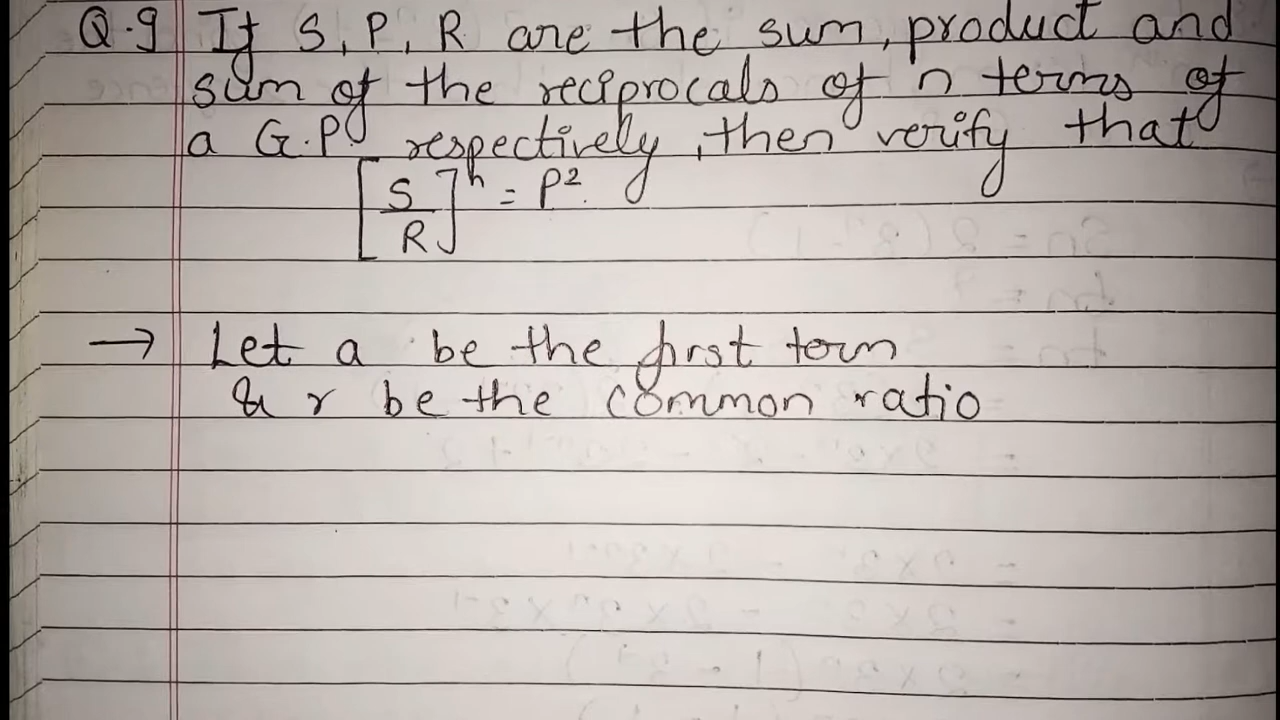 Q.9 If S, P, R are the sum, product and
sum of the reciprocals of n terms of
a G.P. respectively, then verify that
[S/R]^n = P².
→ Let a be the first term
& r be the common ratio